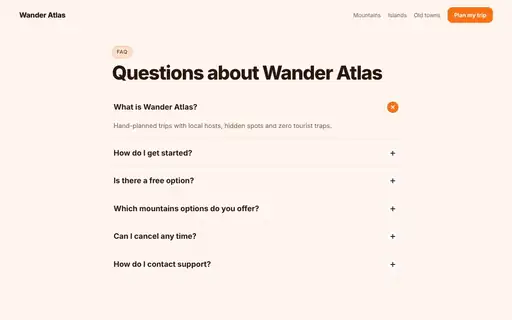 Wander Atlas
Mountains Islands Old towns Plan my trip
FAQ
Questions about Wander Atlas
What is Wander Atlas?
Hand-planned trips with local hosts, hidden spots and zero tourist traps.
How do I get started?
Is there a free option?
Which mountains options do you offer?
Can I cancel any time?
How do I contact support?